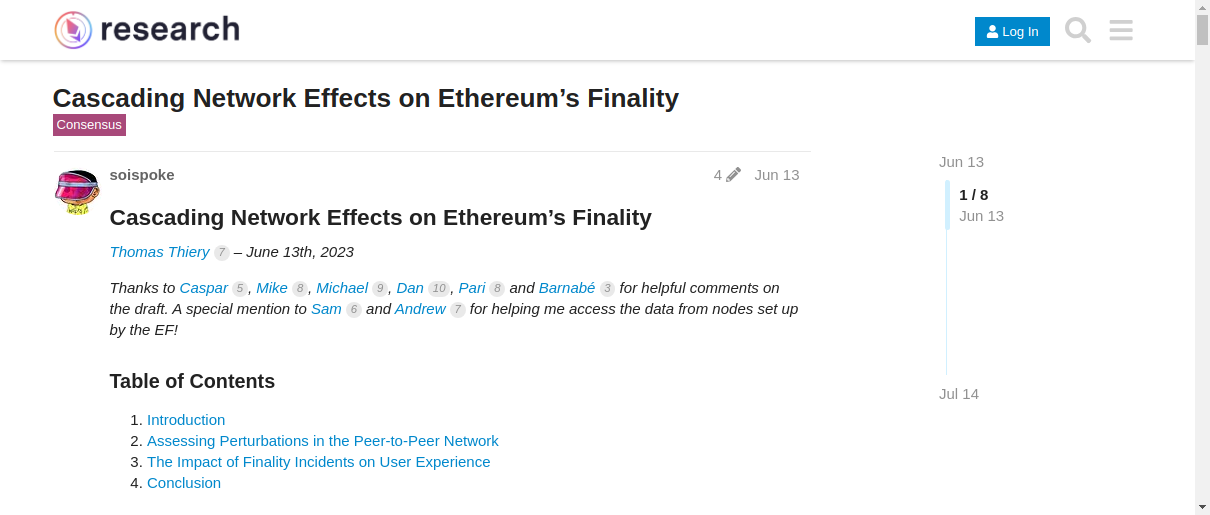 research
Log In
Cascading Network Effects on Ethereum’s Finality
Consensus
soispoke 4 Jun 13
Cascading Network Effects on Ethereum’s Finality
Thomas Thiery 7 – June 13th, 2023
Thanks to Caspar 5, Mike 8, Michael 9, Dan 10, Pari 8 and Barnabé 3 for helpful comments on
the draft. A special mention to Sam 6 and Andrew 7 for helping me access the data from nodes set up
by the EF!
Table of Contents
1. Introduction
2. Assessing Perturbations in the Peer-to-Peer Network
3. The Impact of Finality Incidents on User Experience
4. Conclusion
Jun 13
1 / 8
Jun 13
Jul 14